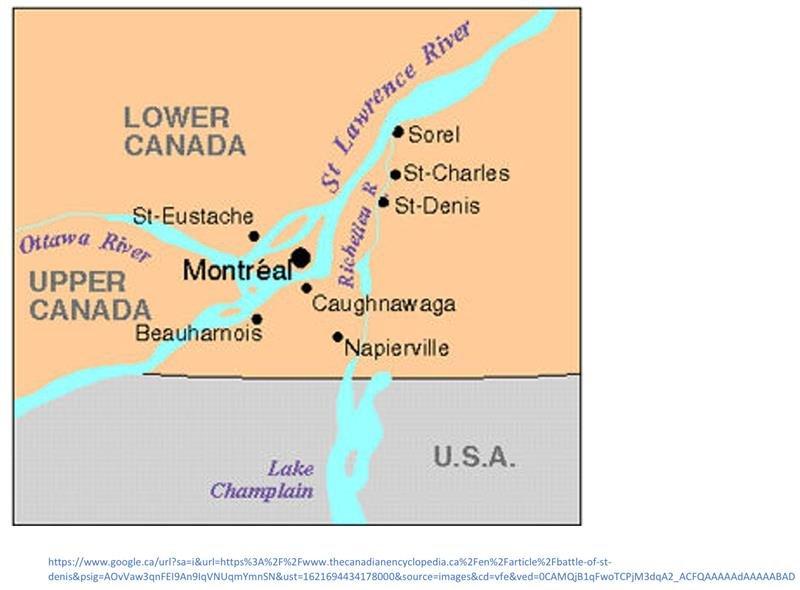 St Lawrence River
LOWER
CANADA
Sorel
St-Charles
St-Denis
Richelieu R
St-Eustache
Ottawa River
Montréal
UPPER
CANADA
Caughnawaga
Beauharnois
Napierville
U.S.A.
Lake
Champlain
https://www.google.ca/url?sa=i&url=https%3A%2F%2Fwww.thecanadianencyclopedia.ca%2Fen%2Farticle%2Fbattle-of-st-
denis&psig=AOvVaw3qnFEl9An9lqVNUqmYmnSN&ust=1621694434178000&source=images&cd=vfe&ved=0CAMQjB1qFwoTCPjM3dqA2_ACFQAAAAAdAAAAABAD